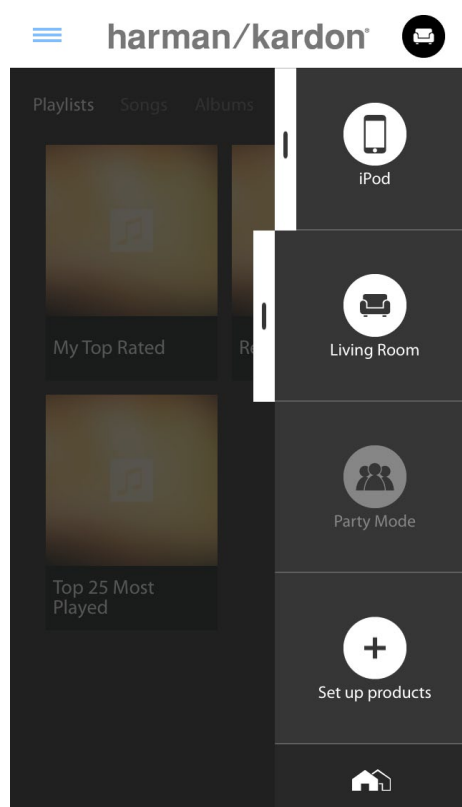 harman/kardon®
Playlists Songs Albums
iPod
My Top Rated
Living Room
Party Mode
Top 25 Most
Played
Set up products